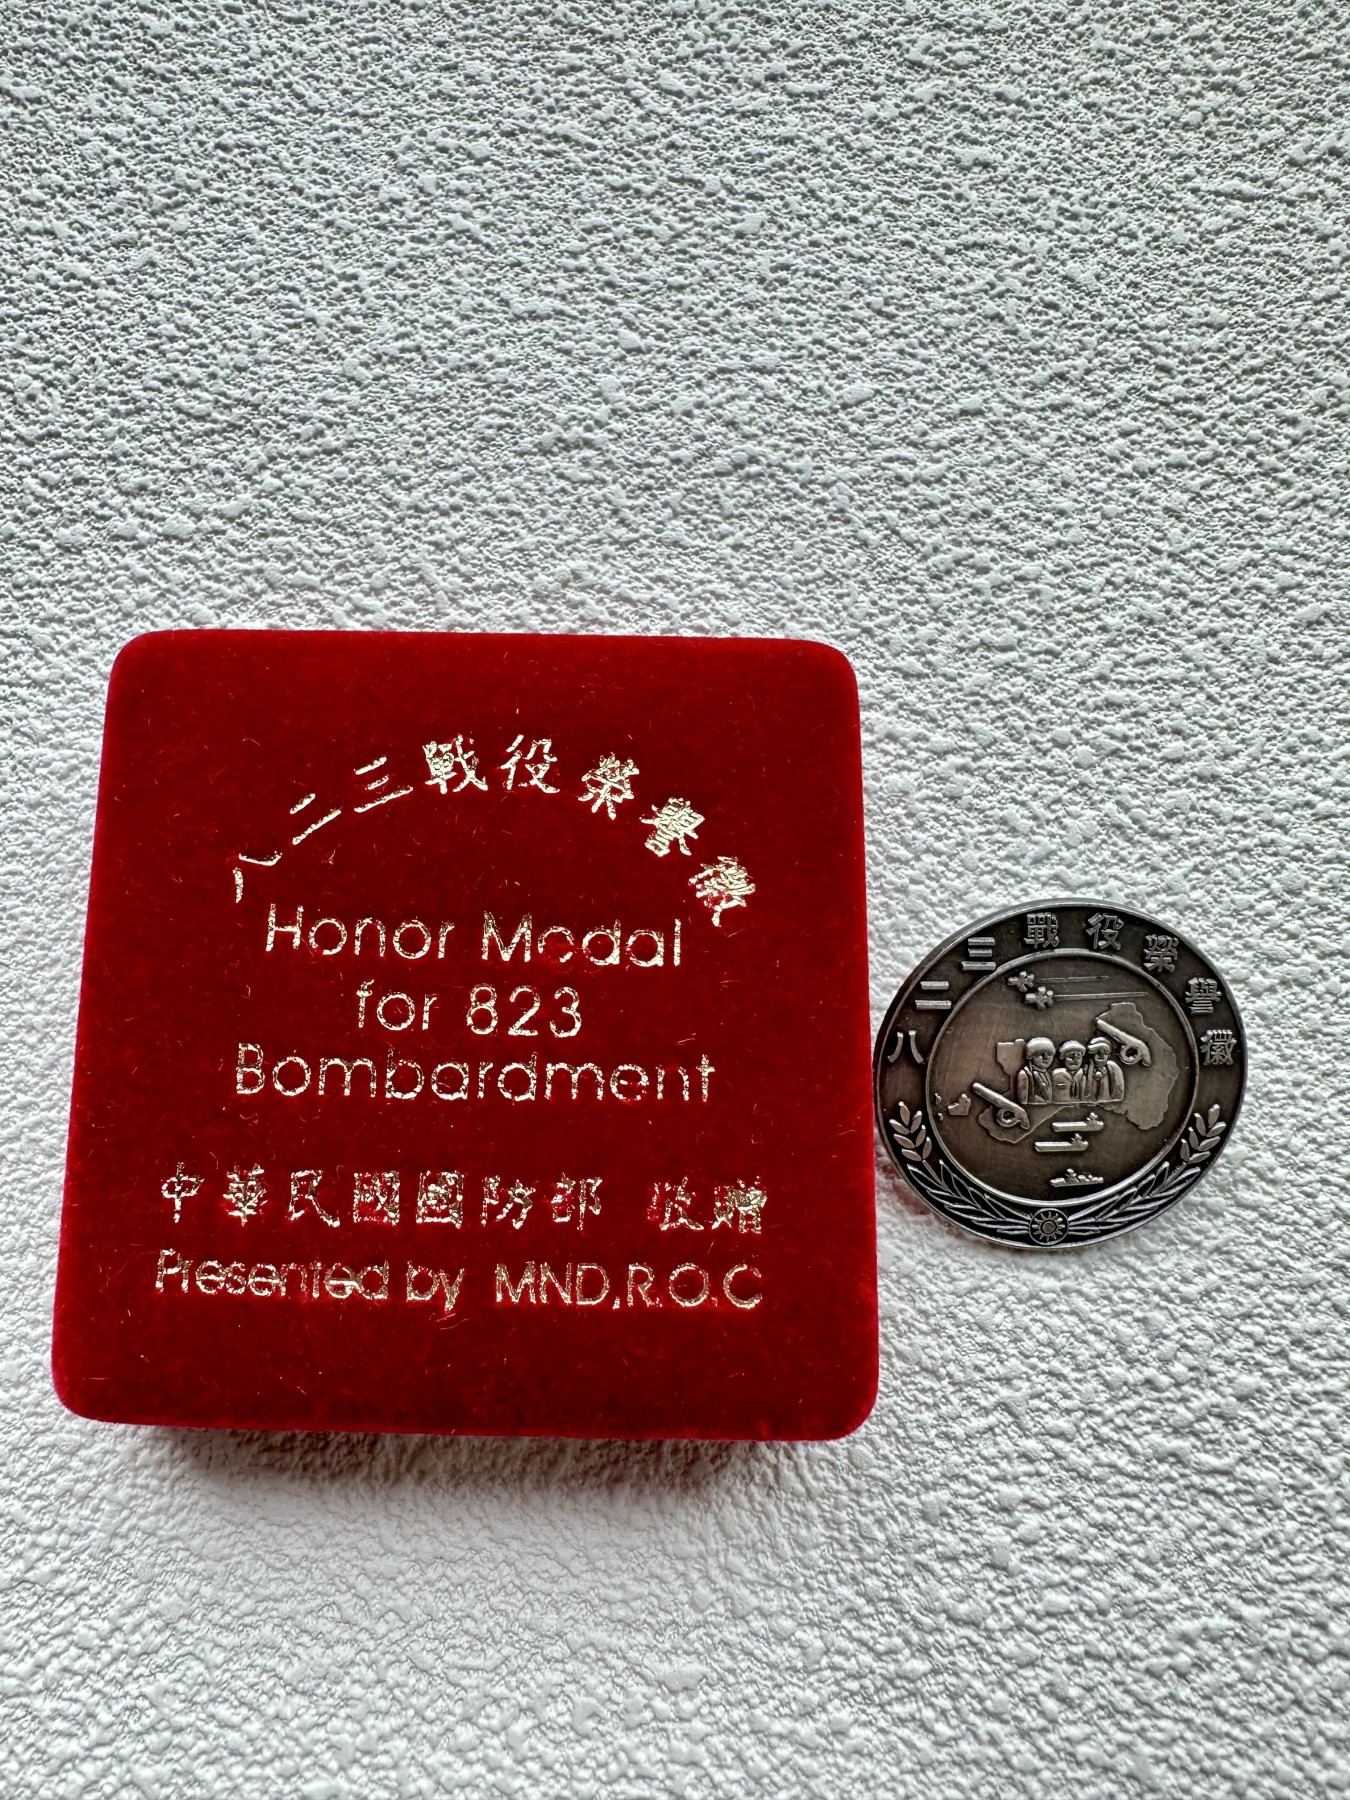 八二三戰役榮譽徽
Honor Medal
for 823
Bombardment
中華民國國防部 敬贈
Presented by MND,R.O.C
八二三戰役榮譽徽